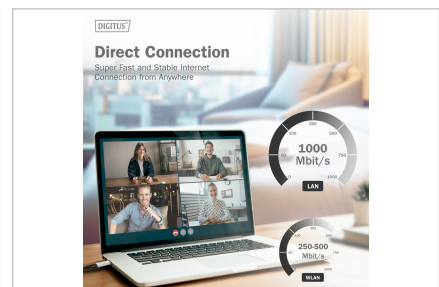 DIGITUS®
Direct Connection
Super Fast and Stable Internet
Connection from Anywhere
1000
Mbit/s
LAN
250-500
Mbit/s
WLAN